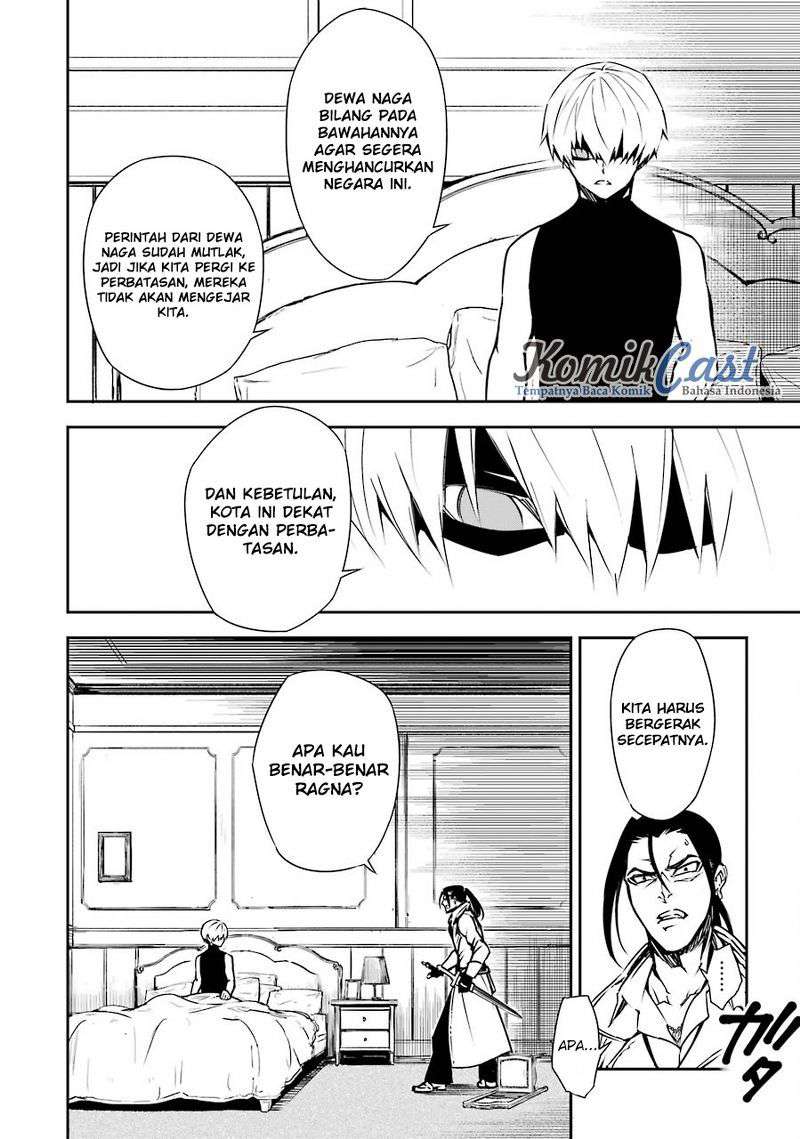 DEWA NAGA
BILANG PADA
BAWAHANNYA
AGAR SEGERA
MENGHANCURKAN
NEGARA INI.
PERINTAH DARI DEWA
NAGA SUDAH MUTLAK,
JADI JIKA KITA PERGI KE
PERBATASAN, MEREKA
TIDAK AKAN MENGEJAR
KITA.
KomikCast
Tempatnya Baca Komik Bahasa Indonesia
DAN KEBETULAN,
KOTA INI DEKAT
DENGAN PERBA-
TASAN.
KITA HARUS
BERGERAK
SECEPATNYA.
........
ガタ
APA...
APA KAU
BENAR-BENAR
RAGNA?